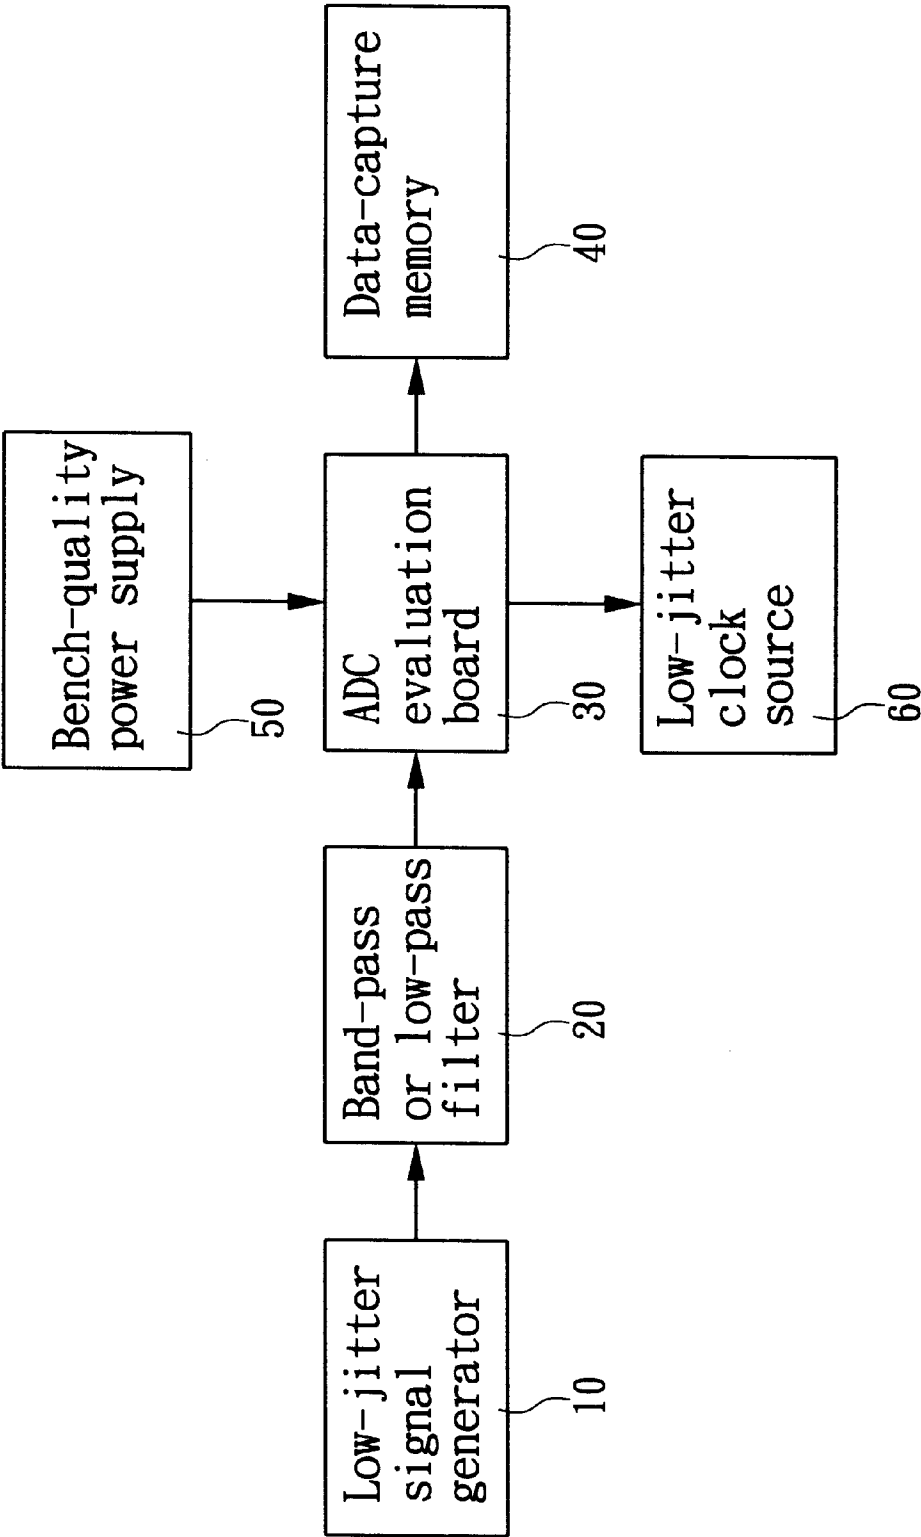 Bench-quality
power supply
50
Low-jitter
signal
generator
10
Band-pass
or low-pass
filter
20
ADC
evaluation
board
30
Data-capture
memory
40
Low-jitter
clock
source
60